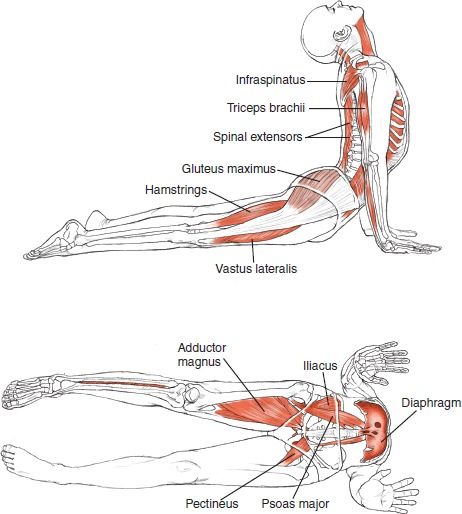 Infraspinatus
Triceps brachii
Spinal extensors
Gluteus maximus
Hamstrings
Vastus lateralis
Adductor
magnus
Iliacus
Diaphragm
Pectineus
Psoas major